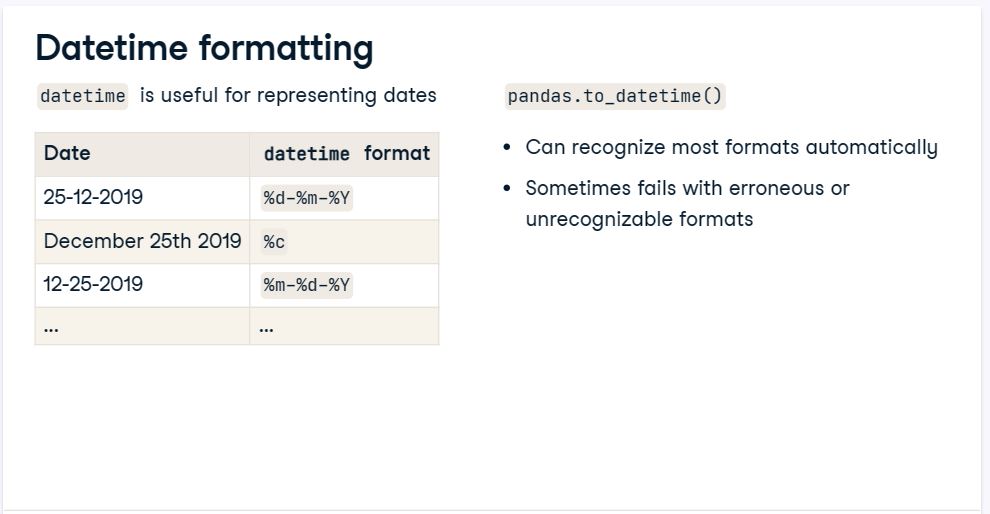 Datetime formatting
datetime is useful for representing dates
Date datetime format
25-12-2019 %d-%m-%Y
December 25th 2019 %c
12-25-2019 %m-%d-%Y
... ...
pandas.to_datetime()
• Can recognize most formats automatically
• Sometimes fails with erroneous or
unrecognizable formats